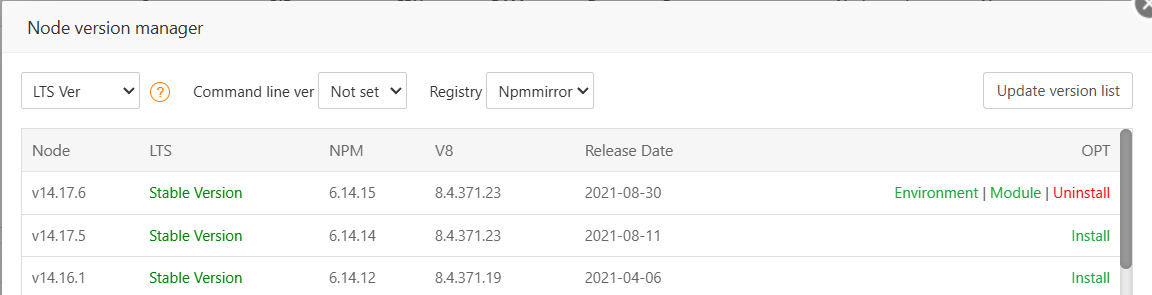 Node version manager
LTS Ver ? Command line ver Not set Registry Npmmirror Update version list
Node LTS NPM V8 Release Date OPT
v14.17.6 Stable Version 6.14.15 8.4.371.23 2021-08-30 Environment | Module | Uninstall
v14.17.5 Stable Version 6.14.14 8.4.371.23 2021-08-11 Install
v14.16.1 Stable Version 6.14.12 8.4.371.19 2021-04-06 Install